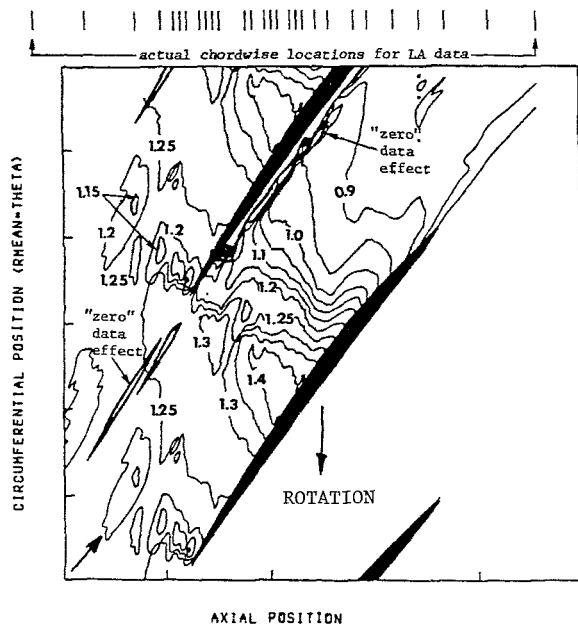 actual chordwise locations for LA data
"zero"
data
effect
1.25
0.9
1.15
1.2
1.2
1.0
1.1
1.25
1.2
1.25
"zero"
data
effect
1.3
1.4
1.25
1.3
ROTATION
CIRCUMFERENTIAL POSITION (RMEAN*THETA)
AXIAL POSITION